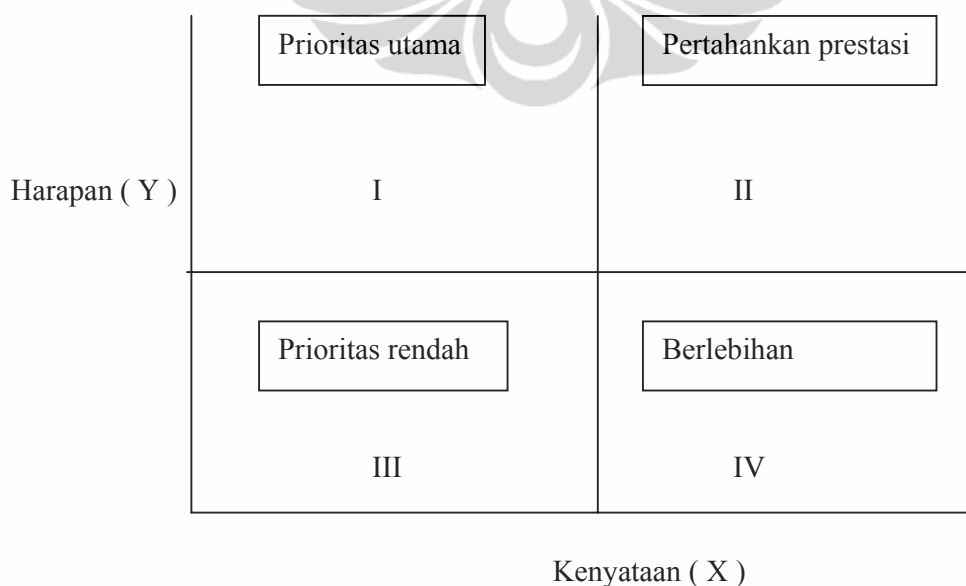 Prioritas utama
Pertahankan prestasi
Harapan ( Y )
I
II
Prioritas rendah
Berlebihan
III
IV
Kenyataan ( X )